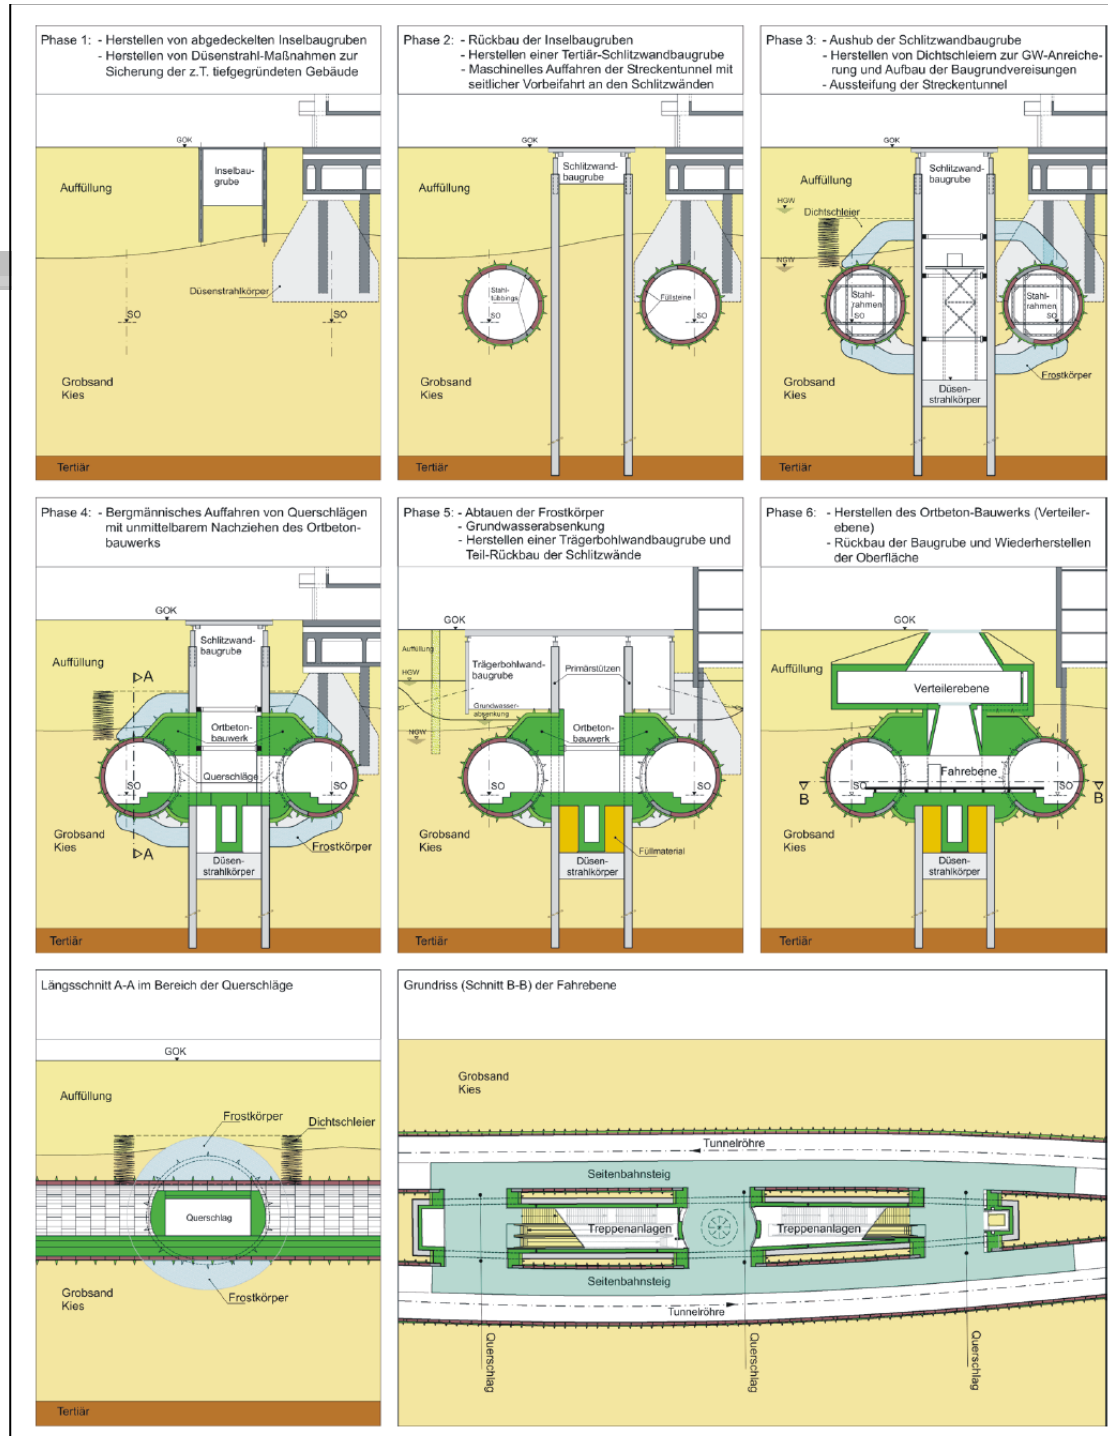 Phase 1: - Herstellen von abgedeckelten Inselbaugruben
- Herstellen von Düsenstrahl-Maßnahmen zur
Sicherung der z.T. tiefgegründeten Gebäude
GOK
Inselbau-
grube
Auffüllung
Düsenstrahlkörper
SO
SO
Grobsand
Kies
Tertiär
Phase 2: - Rückbau der Inselbaugruben
- Herstellen einer Tertiär-Schlitzwandbaugrube
- Maschinelles Auffahren der Streckentunnel mit
seitlicher Vorbeifahrt an den Schlitzwänden
GOK
Schlitzwand-
baugrube
Auffüllung
Stahl-
tübbings
Füllsteine
SO
SO
Grobsand
Kies
Tertiär
Phase 3: - Aushub der Schlitzwandbaugrube
- Herstellen von Dichtschleiern zur GW-Anreiche-
rung und Aufbau der Baugrundvereisungen
- Aussteifung der Streckentunnel
GOK
Schlitzwand-
baugrube
Auffüllung
HGW
Dichtschleier
NGW
Stahl-
rahmen
SO
Stahl-
rahmen
SO
Frostkörper
Düsen-
strahlkörper
Grobsand
Kies
Tertiär
Phase 4: - Bergmännisches Auffahren von Querschlägen
mit unmittelbarem Nachziehen des Ortbeton-
bauwerks
GOK
Schlitzwand-
baugrube
Auffüllung
A
Ortbeton-
bauwerk
Querschläge
SO
SO
Grobsand
Kies
Frostkörper
A
Düsen-
strahlkörper
Tertiär
Phase 5: - Abtauen der Frostkörper
- Grundwasserabsenkung
- Herstellen einer Trägerbohlwandbaugrube und
Teil-Rückbau der Schlitzwände
GOK
Auffüllung
Trägerbohlwand-
baugrube
Primärstützen
HGW
Grundwasser-
absenkung
NGW
Ortbeton-
bauwerk
SO
SO
Grobsand
Kies
Füllmaterial
Düsen-
strahlkörper
Tertiär
Phase 6: - Herstellen des Ortbeton-Bauwerks (Verteiler-
ebene)
- Rückbau der Baugrube und Wiederherstellen
der Oberfläche
GOK
Auffüllung
Verteilerebene
Fahrebene
B
SO
SO
B
Grobsand
Kies
Düsen-
strahlkörper
Tertiär
Längsschnitt A-A im Bereich der Querschläge
GOK
Auffüllung
Frostkörper
Dichtschleier
Querschlag
Grobsand
Kies
Frostkörper
Tertiär
Grundriss (Schnitt B-B) der Fahrebene
Grobsand
Kies
Tunnelröhre
Seitenbahnsteig
Treppenanlagen
Treppenanlagen
Seitenbahnsteig
Tunnelröhre
Querschlag
Querschlag
Querschlag